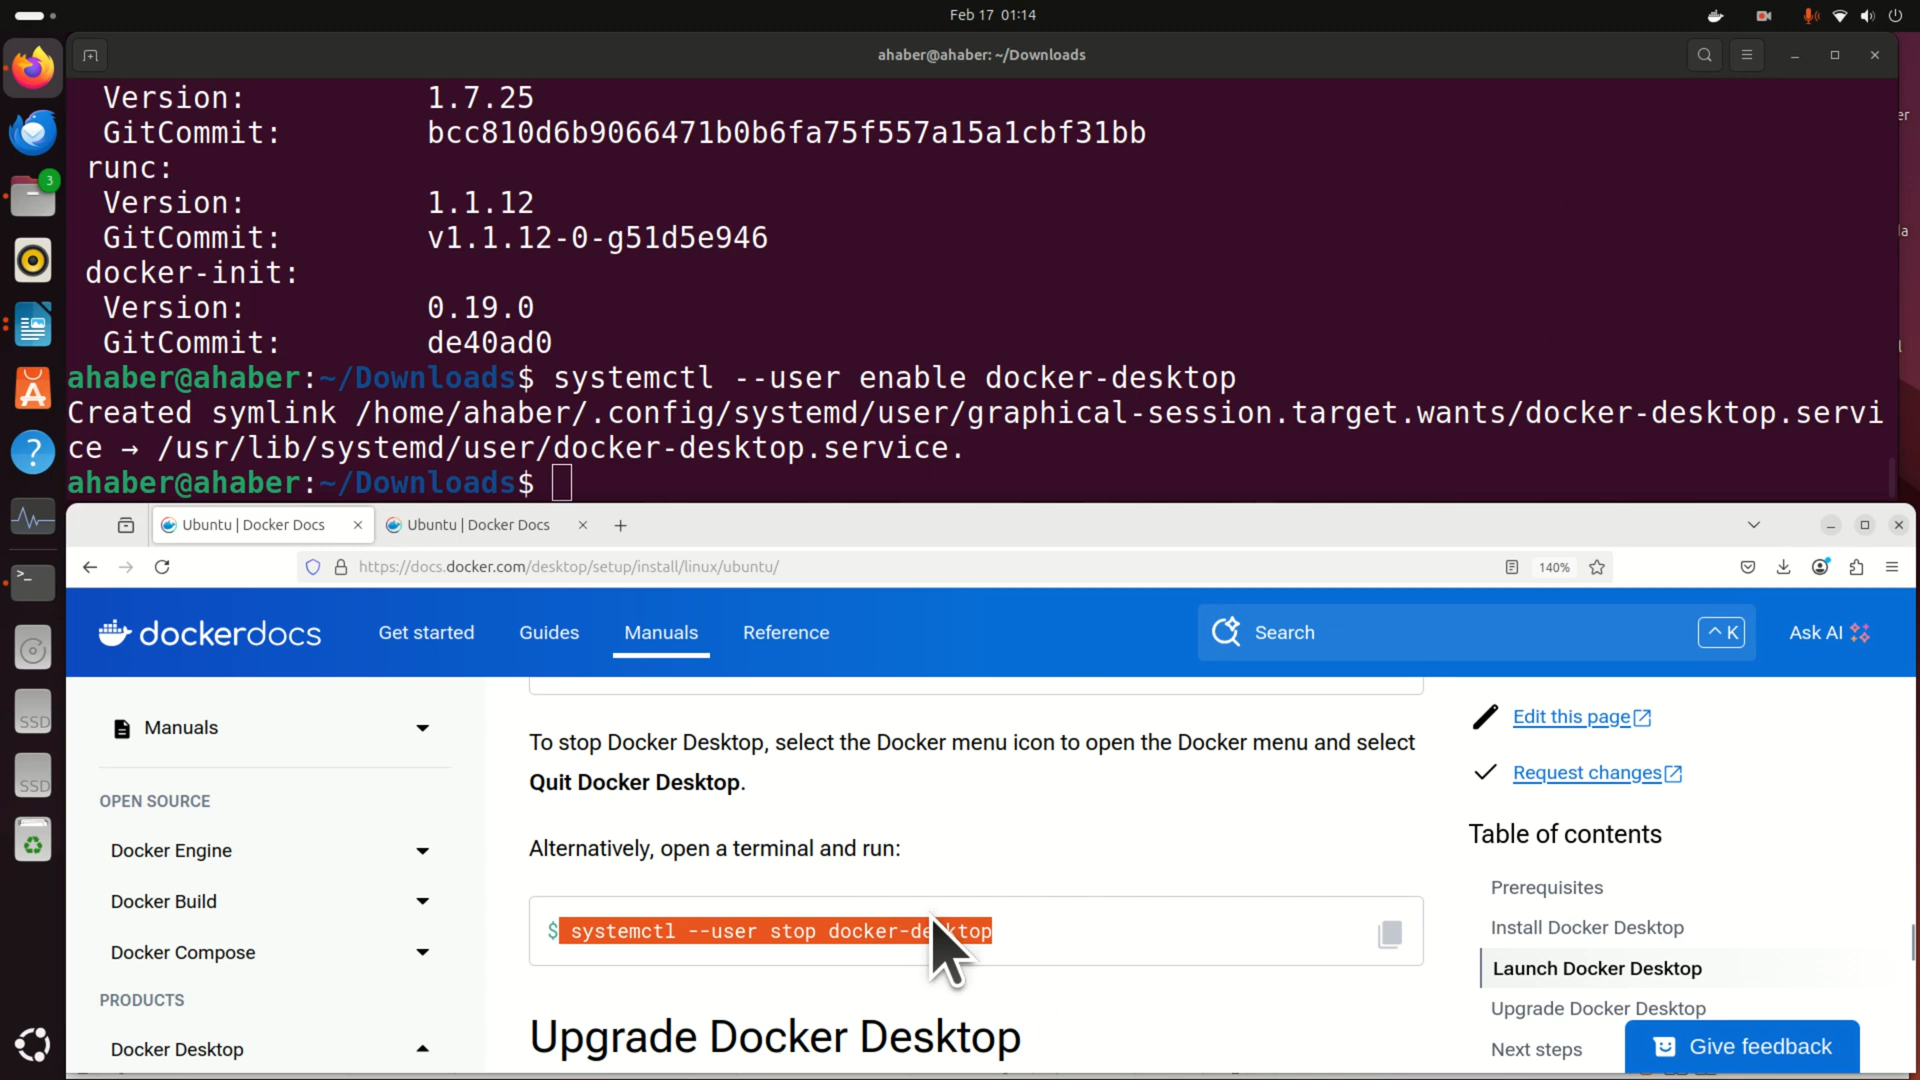 Feb 17 01:14
ahaber@ahaber: ~/Downloads
Version: 1.7.25
GitCommit: bcc810d6b9066471b0b6fa75f557a15a1cbf31bb
runc:
Version: 1.1.12
GitCommit: v1.1.12-0-g51d5e946
docker-init:
Version: 0.19.0
GitCommit: de40ad0
ahaber@ahaber:~/Downloads$ systemctl --user enable docker-desktop
Created symlink /home/ahaber/.config/systemd/user/graphical-session.target.wants/docker-desktop.servi
ce → /usr/lib/systemd/user/docker-desktop.service.
ahaber@ahaber:~/Downloads$
3
SSD
SSD
Ubuntu | Docker Docs
Ubuntu | Docker Docs
https://docs.docker.com/desktop/setup/install/linux/ubuntu/
140%
dockerdocs
Get started
Guides
Manuals
Reference
Search
^ K
Ask AI
Manuals
OPEN SOURCE
Docker Engine
Docker Build
Docker Compose
PRODUCTS
Docker Desktop
To stop Docker Desktop, select the Docker menu icon to open the Docker menu and select
Quit Docker Desktop.
Alternatively, open a terminal and run:
$ systemctl --user stop docker-desktop
Upgrade Docker Desktop
Edit this page
Request changes
Table of contents
Prerequisites
Install Docker Desktop
Launch Docker Desktop
Upgrade Docker Desktop
Next steps
Give feedback